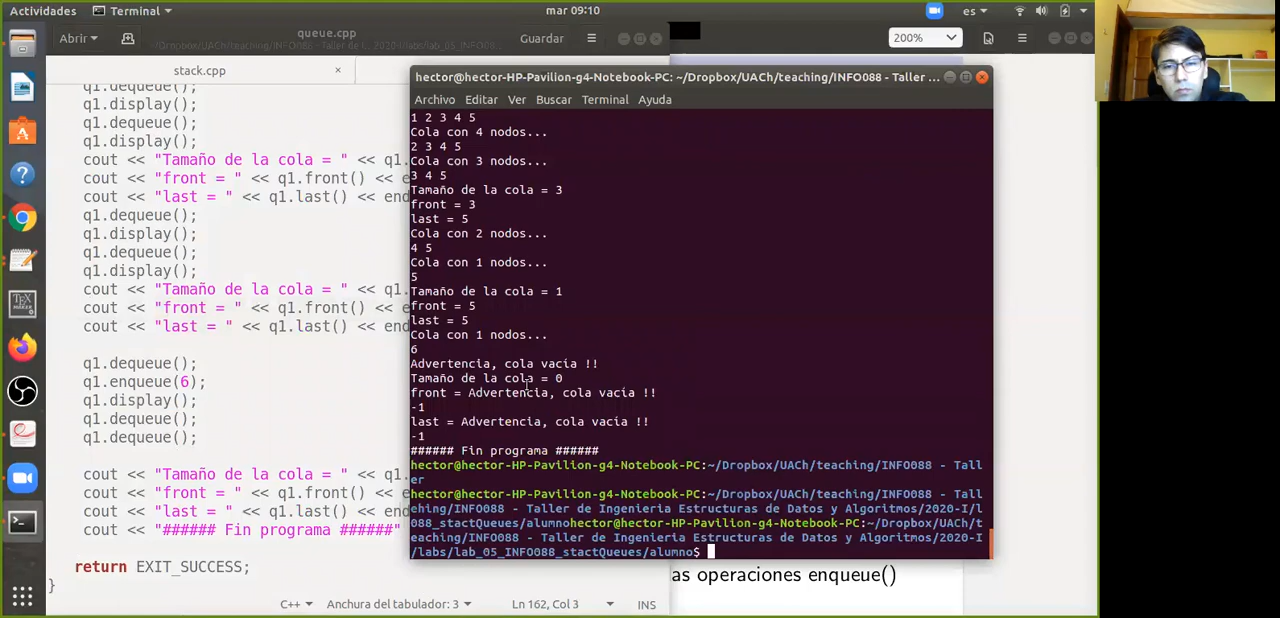 Actividades
Terminal
mar 09:10
es
Abrir
queue.cpp
Guardar
200%
stack.cpp
q1.dequeue();
q1.display();
q1.dequeue();
q1.display();
cout << "Tamaño de la cola = " << q1.
cout << "front = " << q1.front() << e
cout << "last = " << q1.last() << end
q1.dequeue();
q1.display();
q1.dequeue();
q1.display();
cout << "Tamaño de la cola = " << q1.
cout << "front = " << q1.front() << e
cout << "last = " << q1.last() << end
q1.dequeue();
q1.enqueue(6);
q1.display();
q1.dequeue();
q1.dequeue();
cout << "Tamaño de la cola = " << q1.
cout << "front = " << q1.front() << e
cout << "last = " << q1.last() << end
cout << "###### Fin programa ######"
return EXIT_SUCCESS;
}
C++
Anchura del tabulador: 3
Ln 162, Col 3
INS
hector@hector-HP-Pavilion-g4-Notebook-PC: ~/Dropbox/UACh/teaching/INFO088 - Taller ...
Archivo Editar Ver Buscar Terminal Ayuda
1 2 3 4 5
Cola con 4 nodos...
2 3 4 5
Cola con 3 nodos...
3 4 5
Tamaño de la cola = 3
front = 3
last = 5
Cola con 2 nodos...
4 5
Cola con 1 nodos...
5
Tamaño de la cola = 1
front = 5
last = 5
Cola con 1 nodos...
6
Advertencia, cola vacia !!
Tamaño de la cola = 0
front = Advertencia, cola vacia !!
-1
last = Advertencia, cola vacia !!
-1
###### Fin programa ######
hector@hector-HP-Pavilion-g4-Notebook-PC:~/Dropbox/UACh/teaching/INFO088 - Tall
er
hector@hector-HP-Pavilion-g4-Notebook-PC:~/Dropbox/UACh/teaching/INFO088 - Tall
ehing/INFO088 - Taller de Ingenieria Estructuras de Datos y Algoritmos/2020-I/l
088_stactQueues/alumnohector@hector-HP-Pavilion-g4-Notebook-PC:~/Dropbox/UACh/t
eaching/INFO088 - Taller de Ingenieria Estructuras de Datos y Algoritmos/2020-I
/labs/lab_05_INFO088_stactQueues/alumno$
as operaciones enqueue()